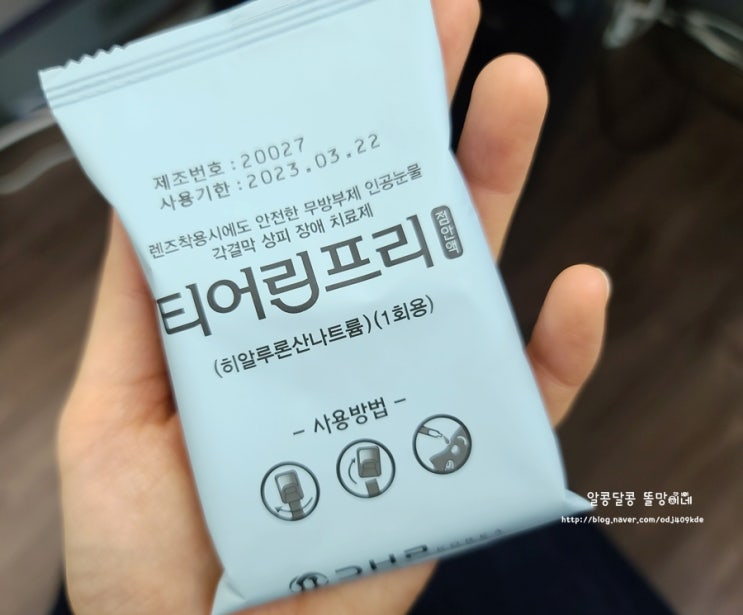 제조번호 : 20027
사용기한 : 2023.03.22
렌즈착용시에도 안전한 무방부제 인공눈물
각결막 상피 장애 치료제
티어린프리 점안액
(히알루론산나트륨)(1회용)
- 사용방법 -
알콩달콩 똘망이네
http://blog.naver.com/odj409kde